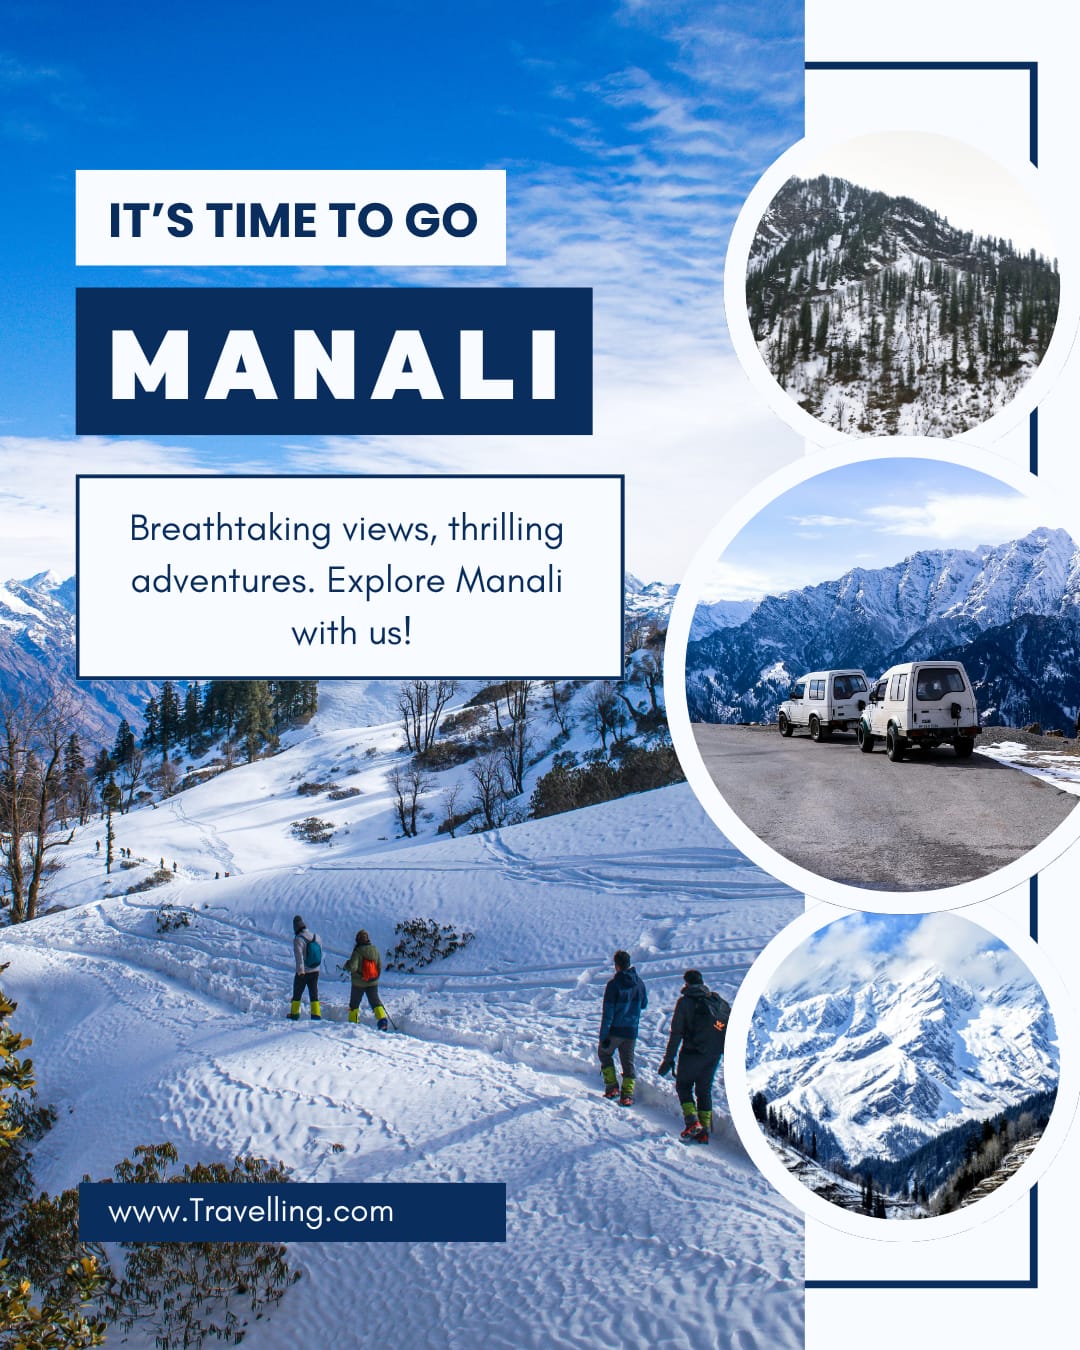 IT’S TIME TO GO
MANALI
Breathtaking views, thrilling
adventures. Explore Manali
with us!
www.Travelling.com